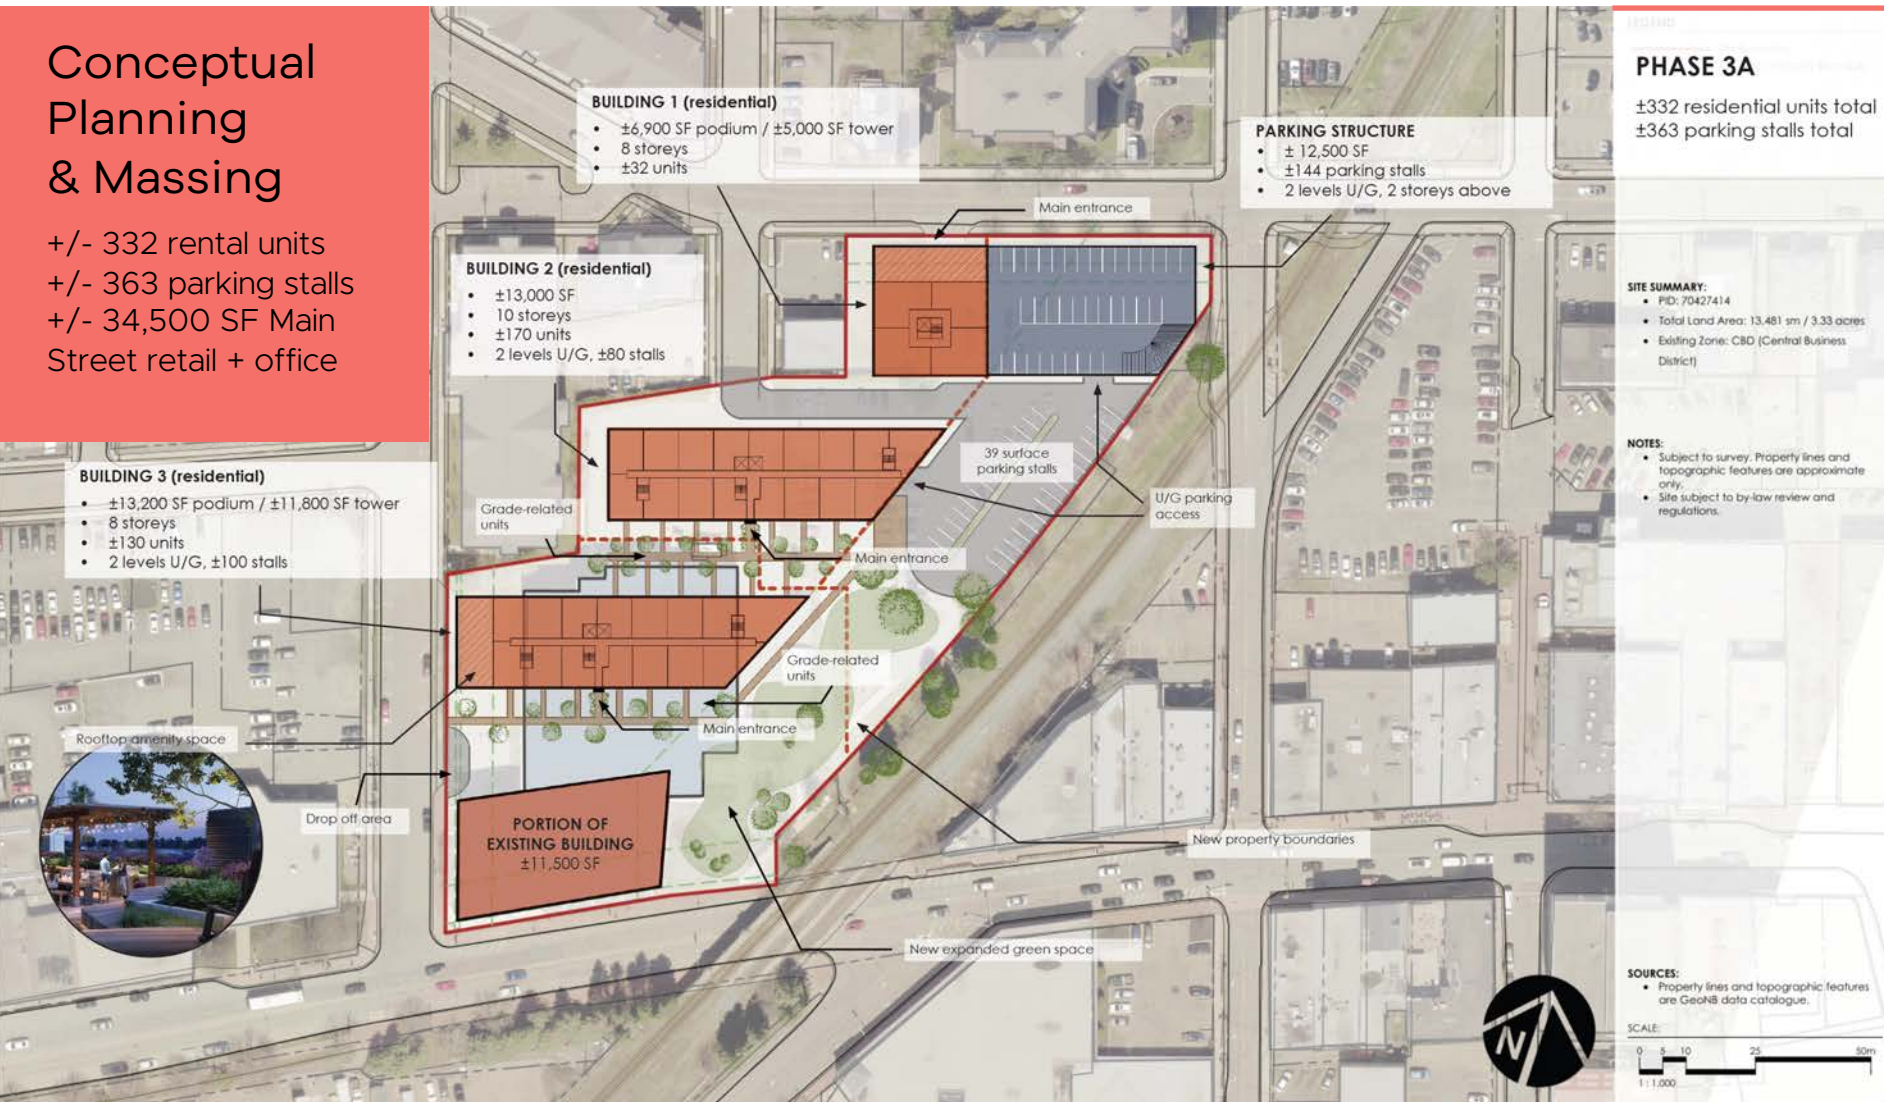 Conceptual
Planning
& Massing
+/- 332 rental units
+/- 363 parking stalls
+/- 34,500 SF Main
Street retail + office
BUILDING 1 (residential)
• ±6,900 SF podium / ±5,000 SF tower
• 8 storeys
• ±32 units
PARKING STRUCTURE
• ± 12,500 SF
• ±144 parking stalls
• 2 levels U/G, 2 storeys above
Main entrance
BUILDING 2 (residential)
• ±13,000 SF
• 10 storeys
• ±170 units
• 2 levels U/G, ±80 stalls
39 surface
parking stalls
BUILDING 3 (residential)
• ±13,200 SF podium / ±11,800 SF tower
• 8 storeys
• ±130 units
• 2 levels U/G, ±100 stalls
Grade-related
units
U/G parking
access
Main entrance
Grade-related
units
Main entrance
Rooftop amenity space
Drop off area
PORTION OF
EXISTING BUILDING
±11,500 SF
New property boundaries
New expanded green space
N
LEGEND
PHASE 3A
±332 residential units total
±363 parking stalls total
SITE SUMMARY:
• PID: 70427414
• Total Land Area: 13,481 sm / 3.33 acres
• Existing Zone: CBD (Central Business
District)
NOTES:
• Subject to survey. Property lines and
topographic features are approximate
only.
• Site subject to by-law review and
regulations.
SOURCES:
• Property lines and topographic features
are GeoNB data catalogue.
SCALE:
0 5 10 25 50m
1 : 1,000